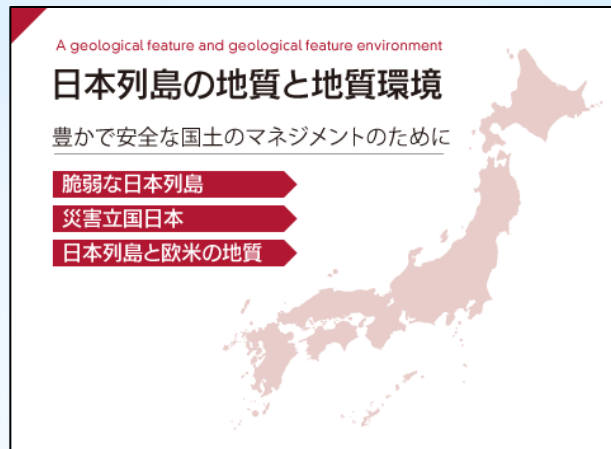 A geological feature and geological feature environment
日本列島の地質と地質環境
豊かで安全な国土のマネジメントのために
脆弱な日本列島
災害立国日本
日本列島と欧米の地質